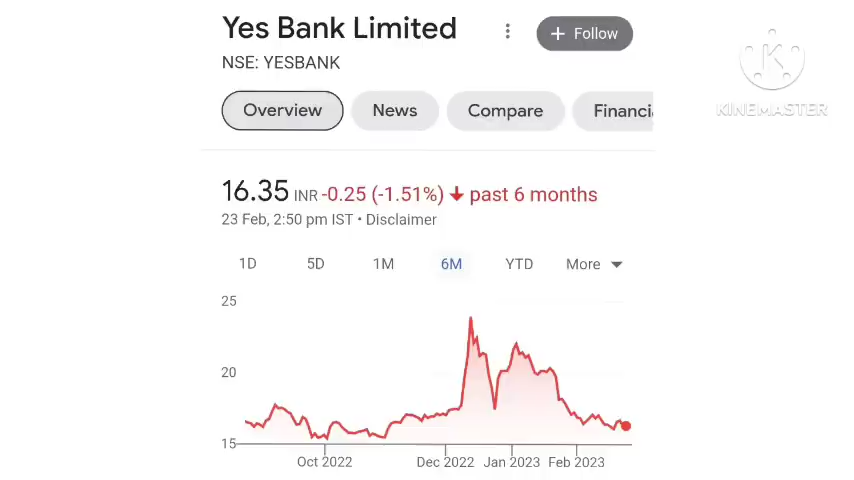 Yes Bank Limited
+ Follow
NSE: YESBANK
Overview
News
Compare
Financi
16.35 INR -0.25 (-1.51%) past 6 months
23 Feb, 2:50 pm IST • Disclaimer
1D 5D 1M 6M YTD More
25
20
15
Oct 2022 Dec 2022 Jan 2023 Feb 2023
K
KINEMASTER